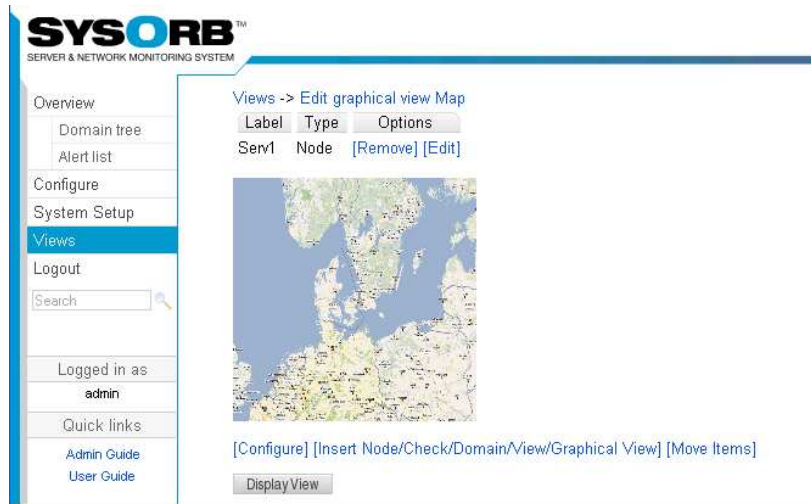 SYSORB™
SERVER & NETWORK MONITORING SYSTEM
Overview
Domain tree
Alert list
Configure
System Setup
Views
Logout
Search
Logged in as
admin
Quick links
Admin Guide
User Guide
Views -> Edit graphical view Map
Label Type Options
Serv1 Node [Remove] [Edit]
[Configure] [Insert Node/Check/Domain/View/Graphical View] [Move Items]
Display View